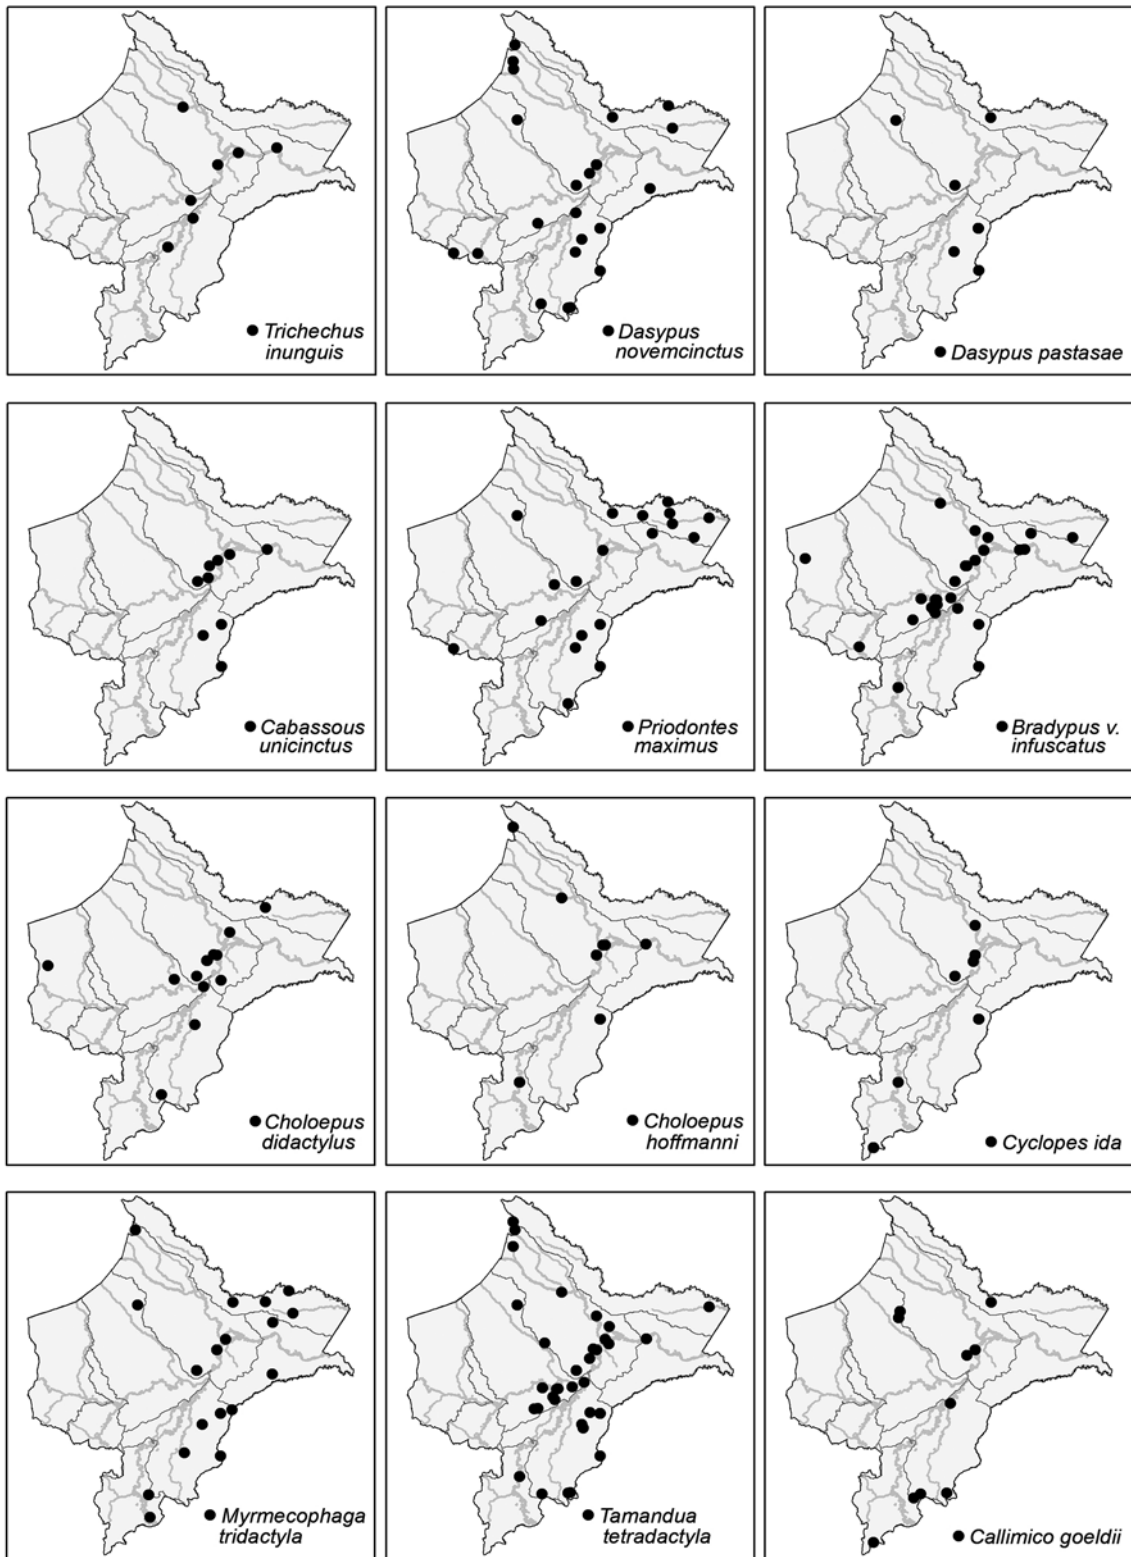 Trichechus
inunguis
Dasypus
novemcinctus
Dasypus pastasae
Cabassous
unicinctus
Priodontes
maximus
Bradypus v.
infuscatus
Choloepus
didactylus
Choloepus
hoffmanni
Cyclopes ida
Myrmecophaga
tridactyla
Tamandua
tetradactyla
Callimico goeldii